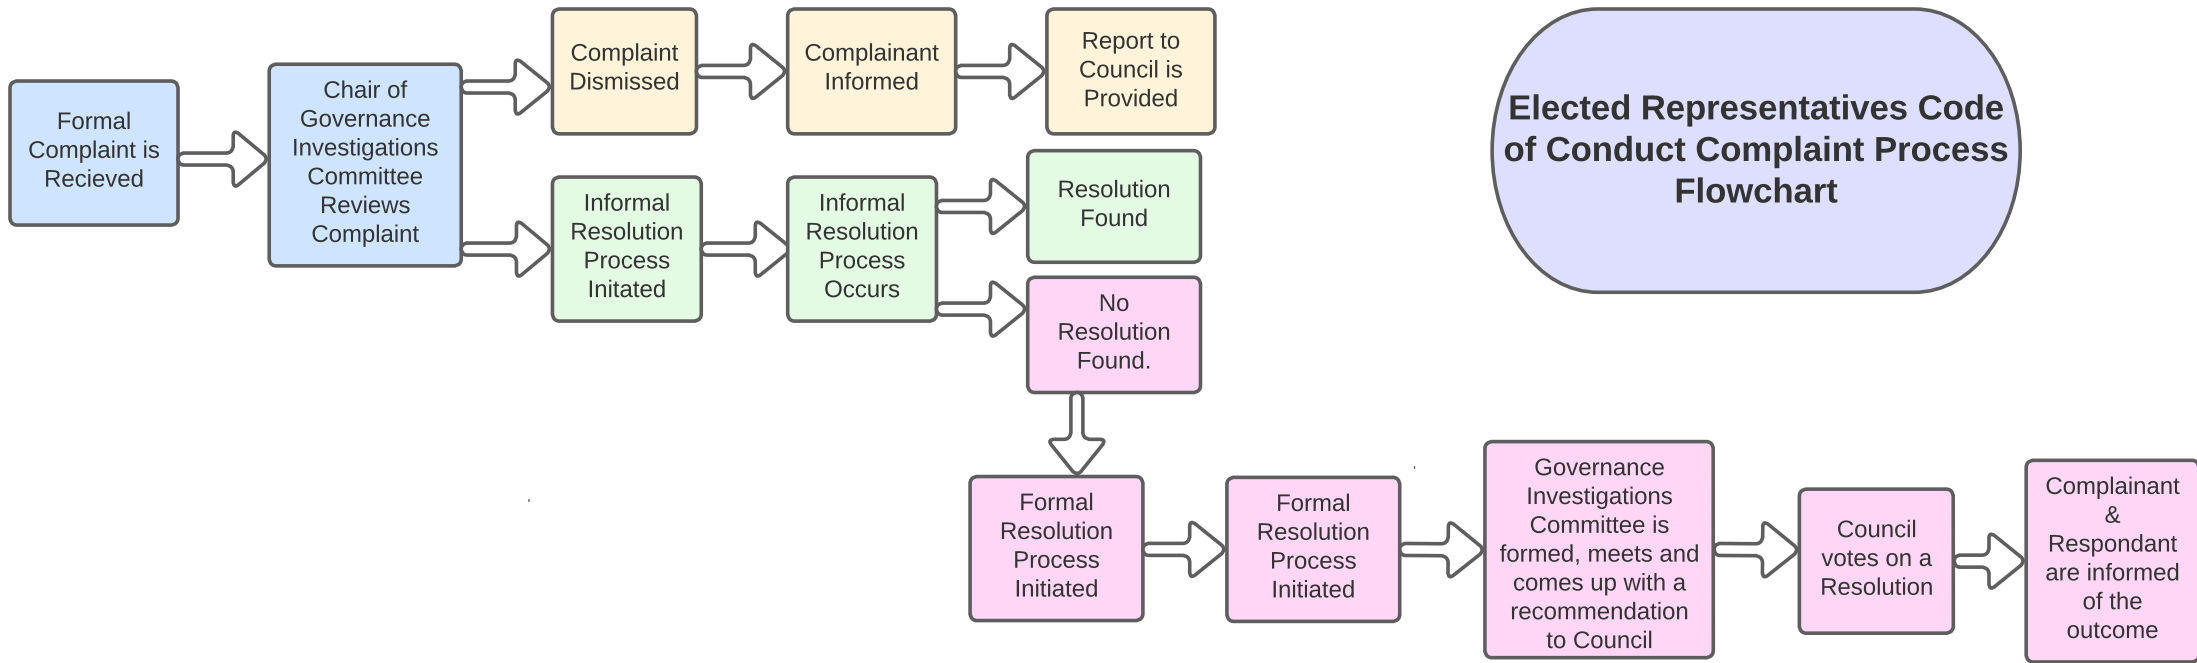 Elected Representatives Code
of Conduct Complaint Process
Flowchart
Formal
Complaint is
Recieved
Chair of
Governance
Investigations
Committee
Reviews
Complaint
Complaint
Dismissed
Complainant
Informed
Report to
Council is
Provided
Informal
Resolution
Process
Initated
Informal
Resolution
Process
Occurs
Resolution
Found
No
Resolution
Found.
Formal
Resolution
Process
Initiated
Formal
Resolution
Process
Initiated
Governance
Investigations
Committee is
formed, meets and
comes up with a
recommendation
to Council
Council
votes on a
Resolution
Complainant
&
Respondant
are informed
of the
outcome